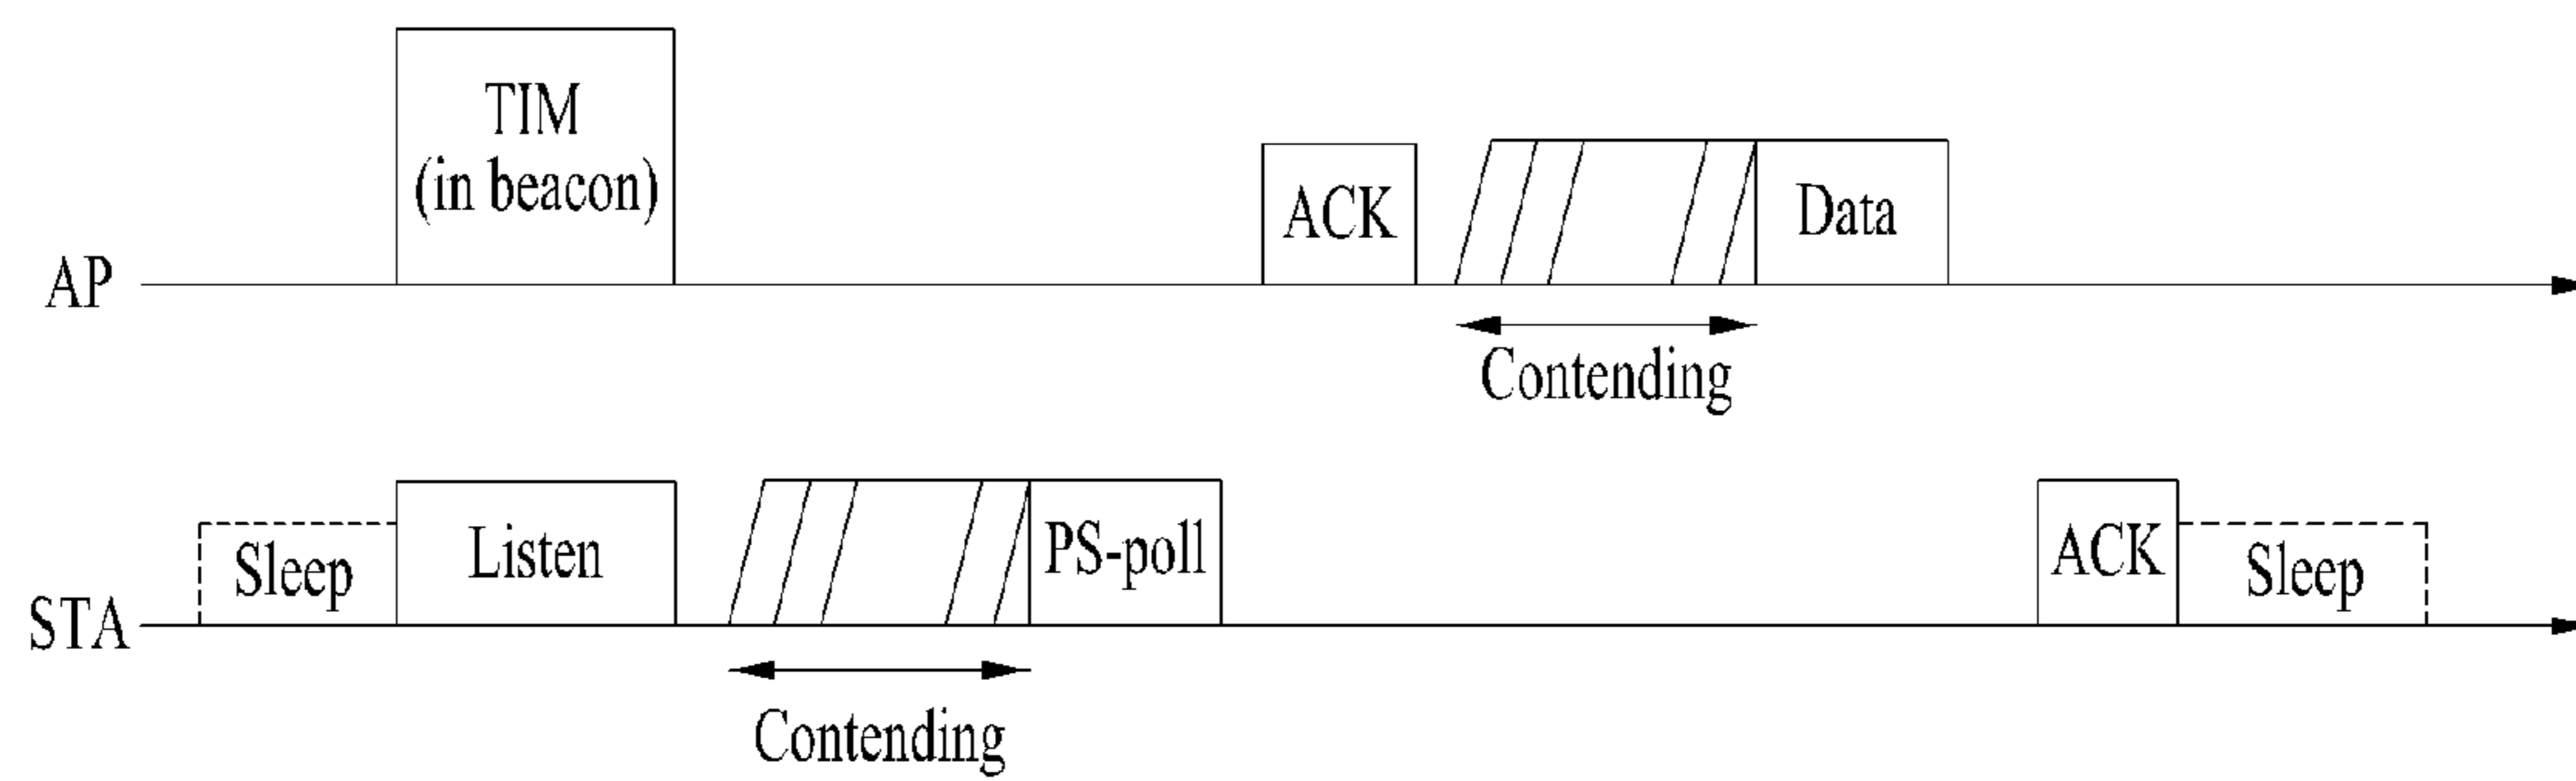 TIM
(in beacon)
ACK
Data
AP
Contending
Sleep
Listen
PS-poll
ACK
Sleep
STA
Contending